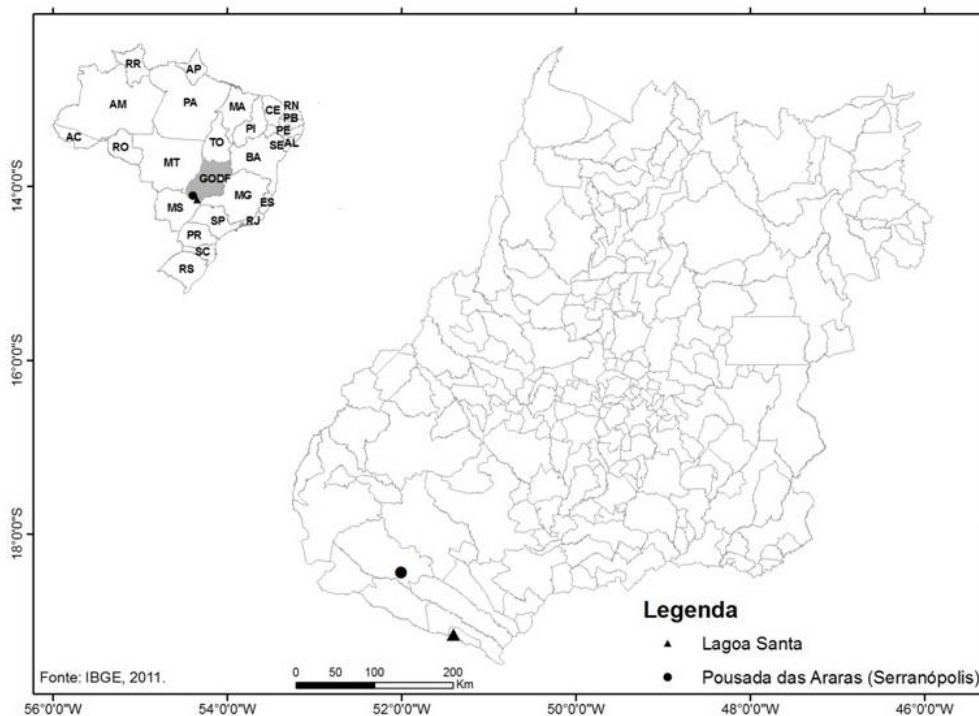 RR
AP
AM
PA
MA
CE
RN
PB
PE
AL
SE
PI
AC
RO
TO
BA
MT
GODF
MG
ES
MS
SP
RJ
PR
SC
RS
14°0'0"S
16°0'0"S
18°0'0"S
Legenda
Lagoa Santa
Pousada das Araras (Serranópolis)
Fonte: IBGE, 2011.
0 50 100 200
Km
56°0'0"W 54°0'0"W 52°0'0"W 50°0'0"W 48°0'0"W 46°0'0"W